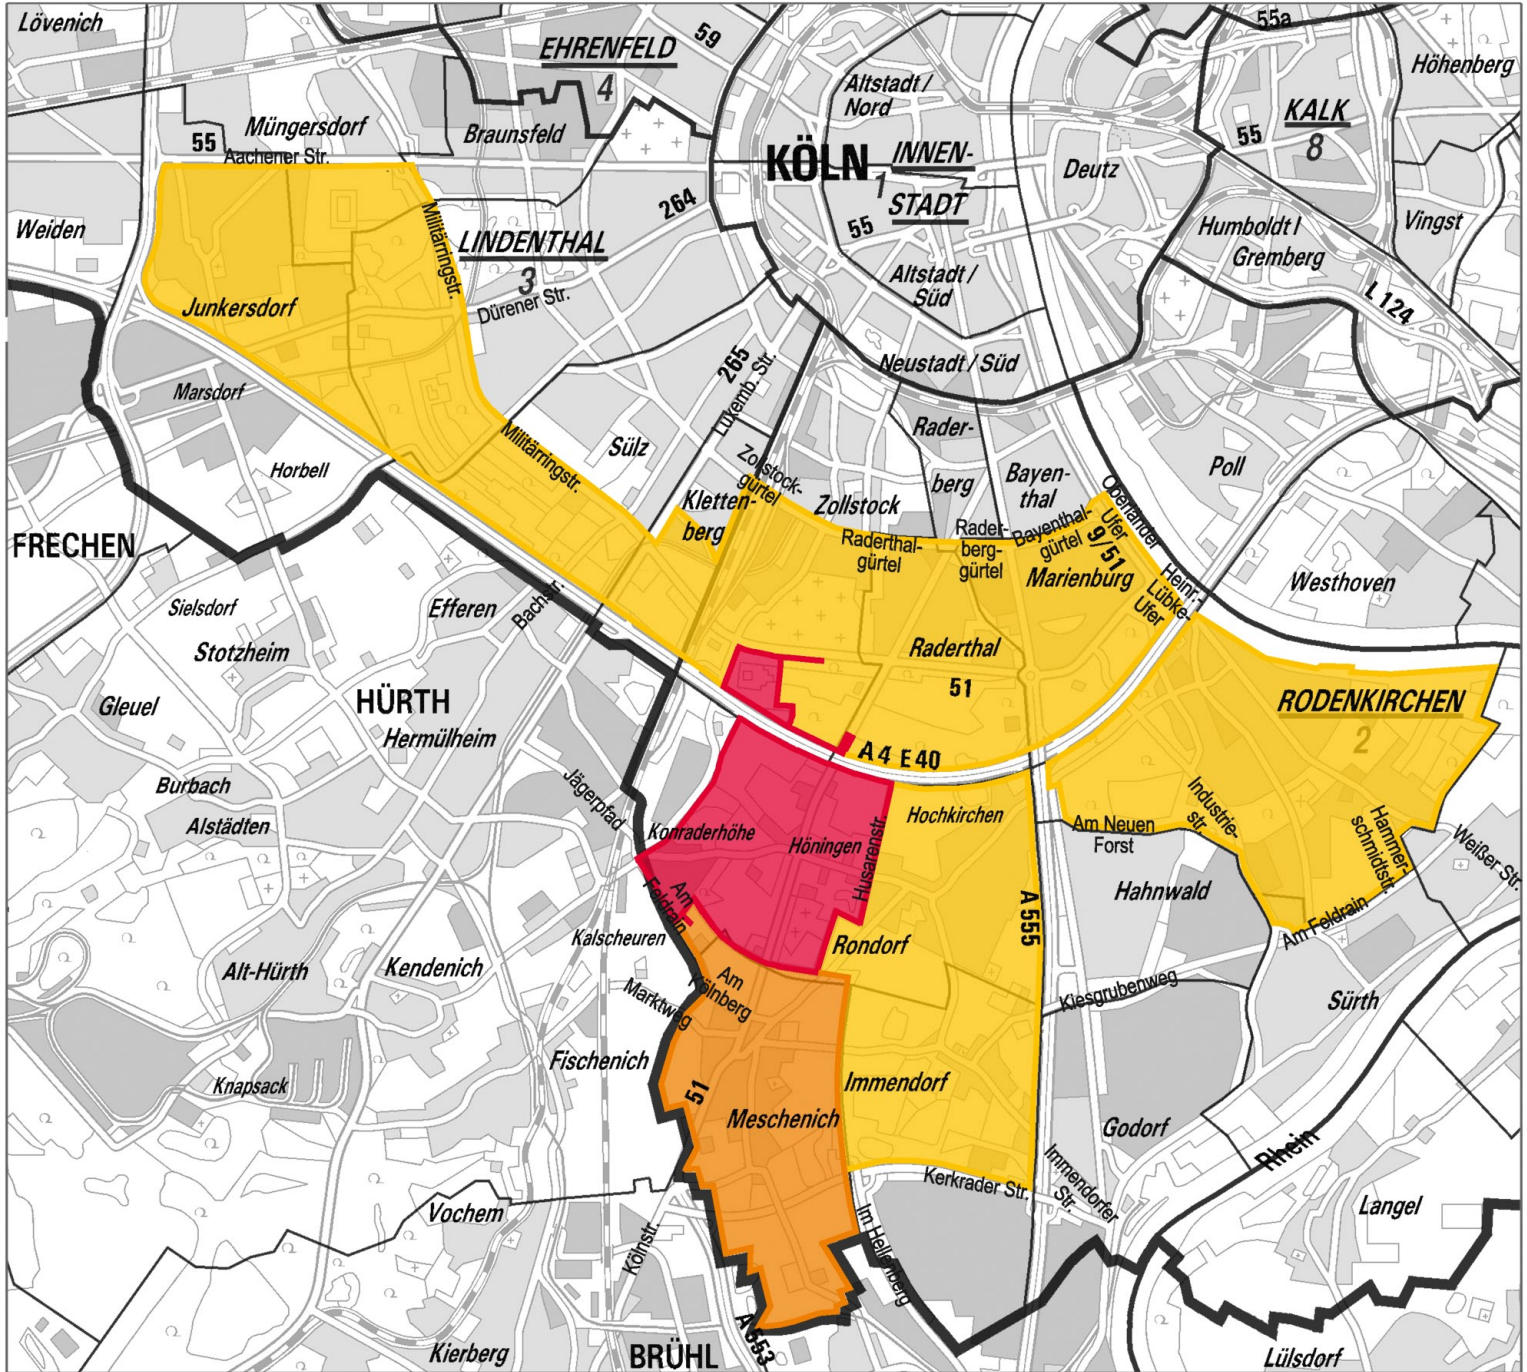 Lövenich
EHRENFELD
4
59
55a
Höhenberg
Altstadt /
Nord
KALK
8
55
Müngersdorf
55
Aachener Str.
Braunsfeld
KÖLN
1
INNEN-
STADT
55
Deutz
Weiden
Militärringstr.
LINDENTHAL
3
264
Humboldt I
Gremberg
Vingst
Altstadt /
Süd
Junkersdorf
Dürener Str.
L 124
Marsdorf
265
Luxemb. Str.
Neustadt / Süd
Rader-
berg
Militärringstr.
Sülz
Zollstock-
gürtel
Bayen-
thal
Poll
Horbell
Kletten-
berg
Zollstock
Oberländer
Ufer
FRECHEN
Raderthal-
gürtel
Rader-
berg-
gürtel
Bayenthal-
gürtel
9/51
Marienburg
Heinr.-
Lübke-
Ufer
Westhoven
Sielsdorf
Efferen
Bachstr.
Stotzheim
Raderthal
51
Gleuel
HÜRTH
Hermülheim
RODENKIRCHEN
2
A 4 E 40
Burbach
Jägerpfad
Alstädten
Konraderhöhe
Höningen
Husarenstr.
Hochkirchen
Am Neuen
Forst
Industrie-
str.
Hammer-
schmidtstr.
Weißer Str.
Am
Feldrain
A 555
Hahnwald
Kalscheuren
Rondorf
Am Feldrain
Alt-Hürth
Kendenich
Marktweg
Am
Kölnberg
Kiesgrubenweg
Sürth
Fischenich
Knapsack
51
Immendorf
Meschenich
Godorf
Rhein
Kerkrader Str.
Immendorfer
Str.
Vochem
Kölnstr.
Im Hellenberg
Langel
Kierberg
BRÜHL
A 553
Lülsdorf